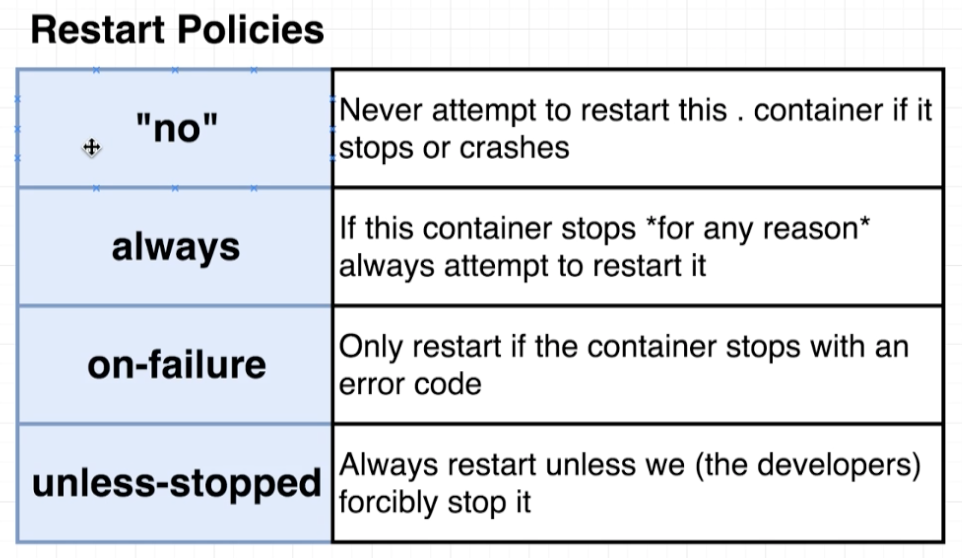 Restart Policies
"no"
Never attempt to restart this . container if it
stops or crashes
always
If this container stops *for any reason*
always attempt to restart it
on-failure
Only restart if the container stops with an
error code
unless-stopped
Always restart unless we (the developers)
forcibly stop it